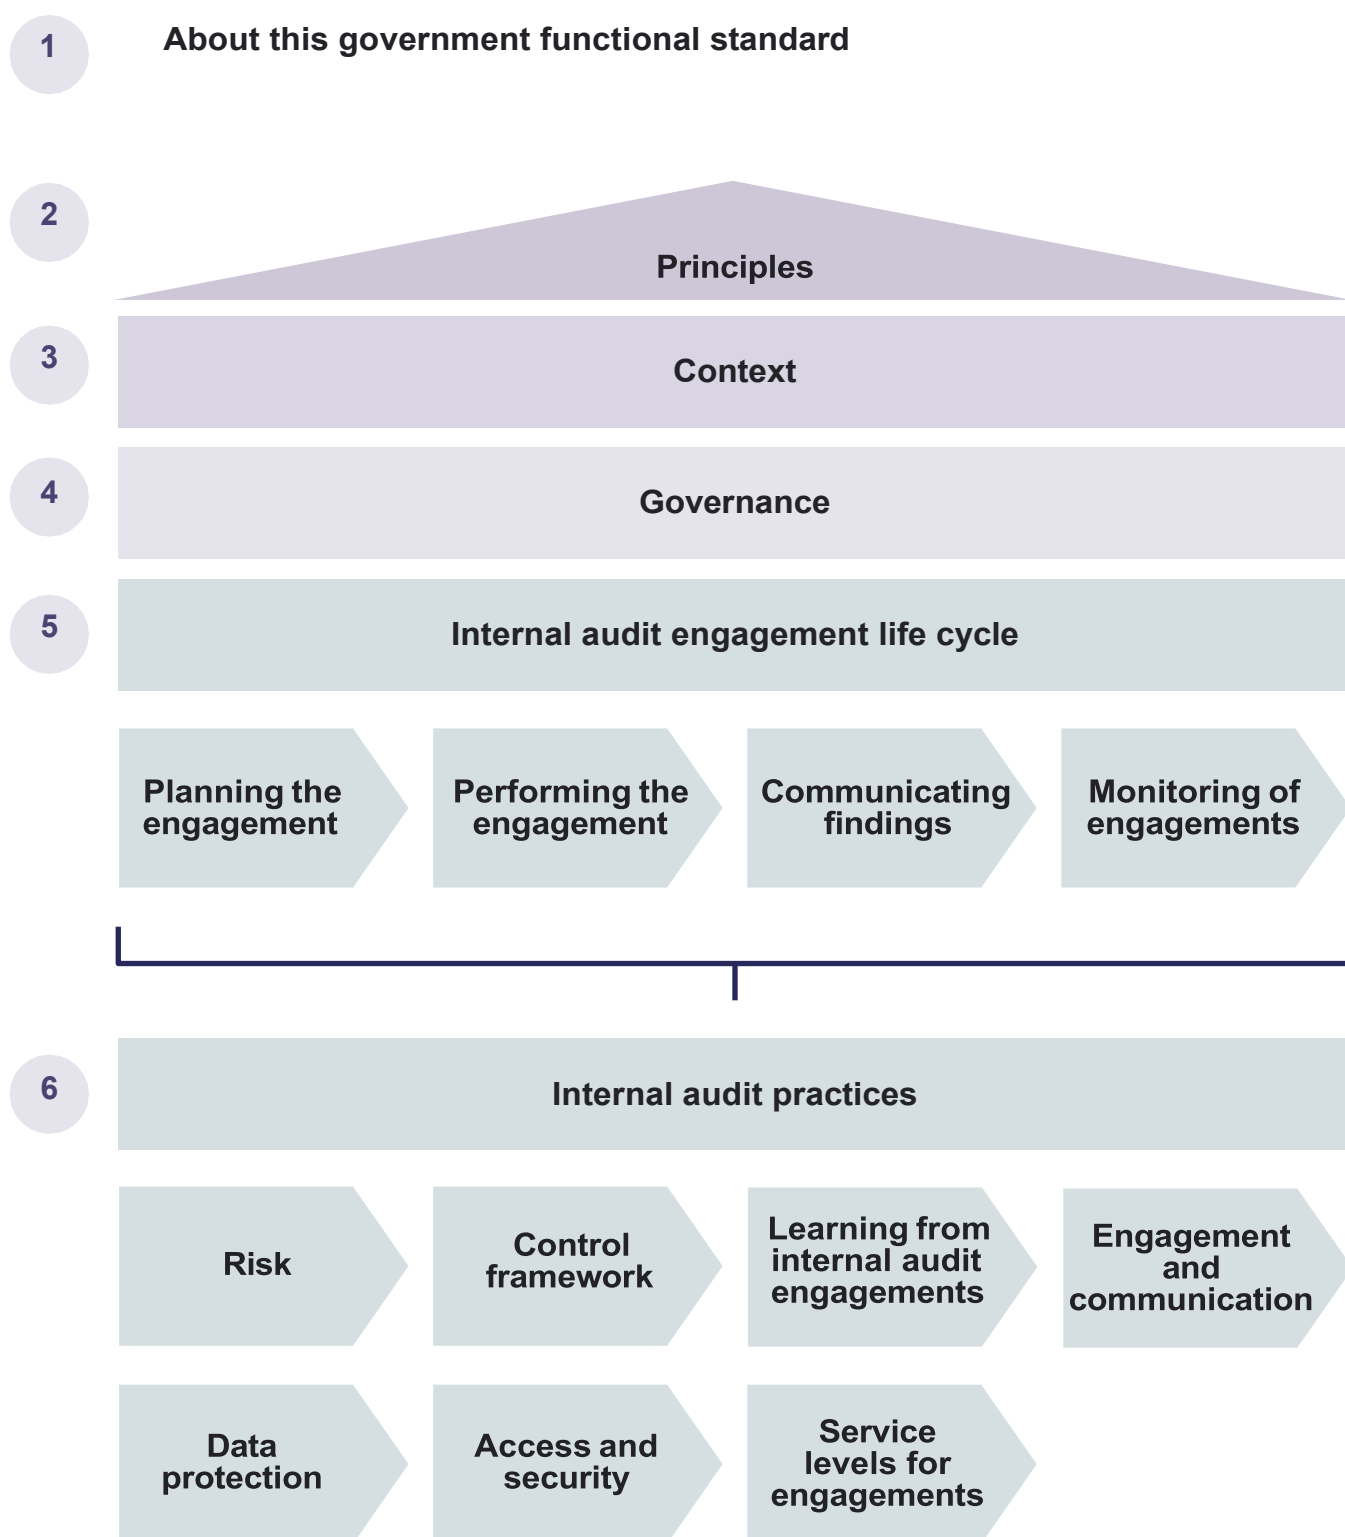 1
About this government functional standard
2
Principles
3
Context
4
Governance
5
Internal audit engagement life cycle
Planning the
engagement
Performing the
engagement
Communicating
findings
Monitoring of
engagements
6
Internal audit practices
Risk
Control
framework
Learning from
internal audit
engagements
Engagement
and
communication
Data
protection
Access and
security
Service
levels for
engagements